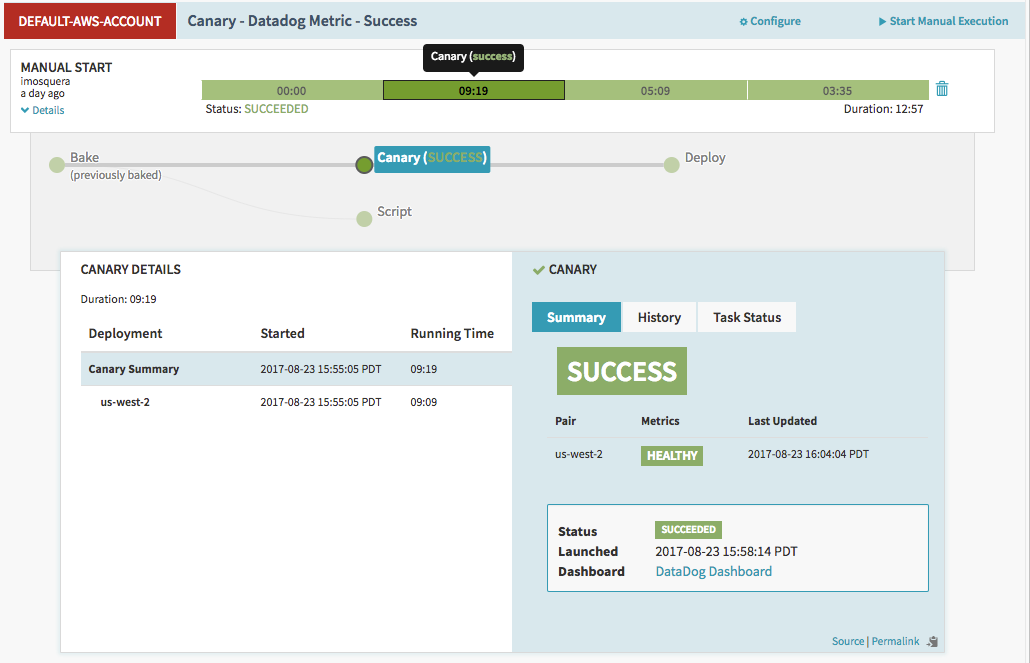 DEFAULT-AWS-ACCOUNT Canary - Datadog Metric - Success Configure Start Manual Execution
Canary (success)
MANUAL START
imosquera
a day ago
Details
00:00 09:19 05:09 03:35
Status: SUCCEEDED Duration: 12:57
Bake
(previously baked)
Canary (SUCCESS)
Deploy
Script
CANARY DETAILS
Duration: 09:19
Deployment Started Running Time
Canary Summary 2017-08-23 15:55:05 PDT 09:19
us-west-2 2017-08-23 15:55:05 PDT 09:09
CANARY
Summary History Task Status
SUCCESS
Pair Metrics Last Updated
us-west-2 HEALTHY 2017-08-23 16:04:04 PDT
Status SUCCEEDED
Launched 2017-08-23 15:58:14 PDT
Dashboard DataDog Dashboard
Source | Permalink